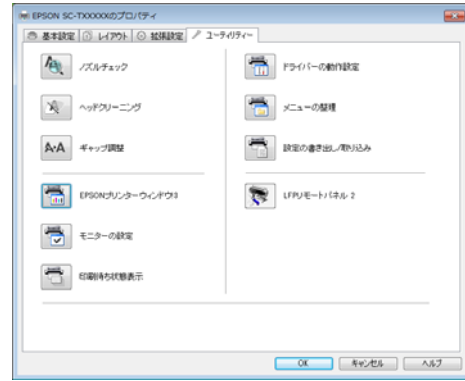 EPSON SC-TXXXXXのプロパティ
基本設定 レイアウト 拡張設定 ユーティリティー
ノズルチェック
ヘッドクリーニング
ギャップ調整
EPSONプリンターウィンドウ!3
モニターの設定
印刷待ち状態表示
ドライバーの動作設定
メニューの整理
設定の書き出し/取り込み
LFPリモートパネル 2
OK キャンセル ヘルプ